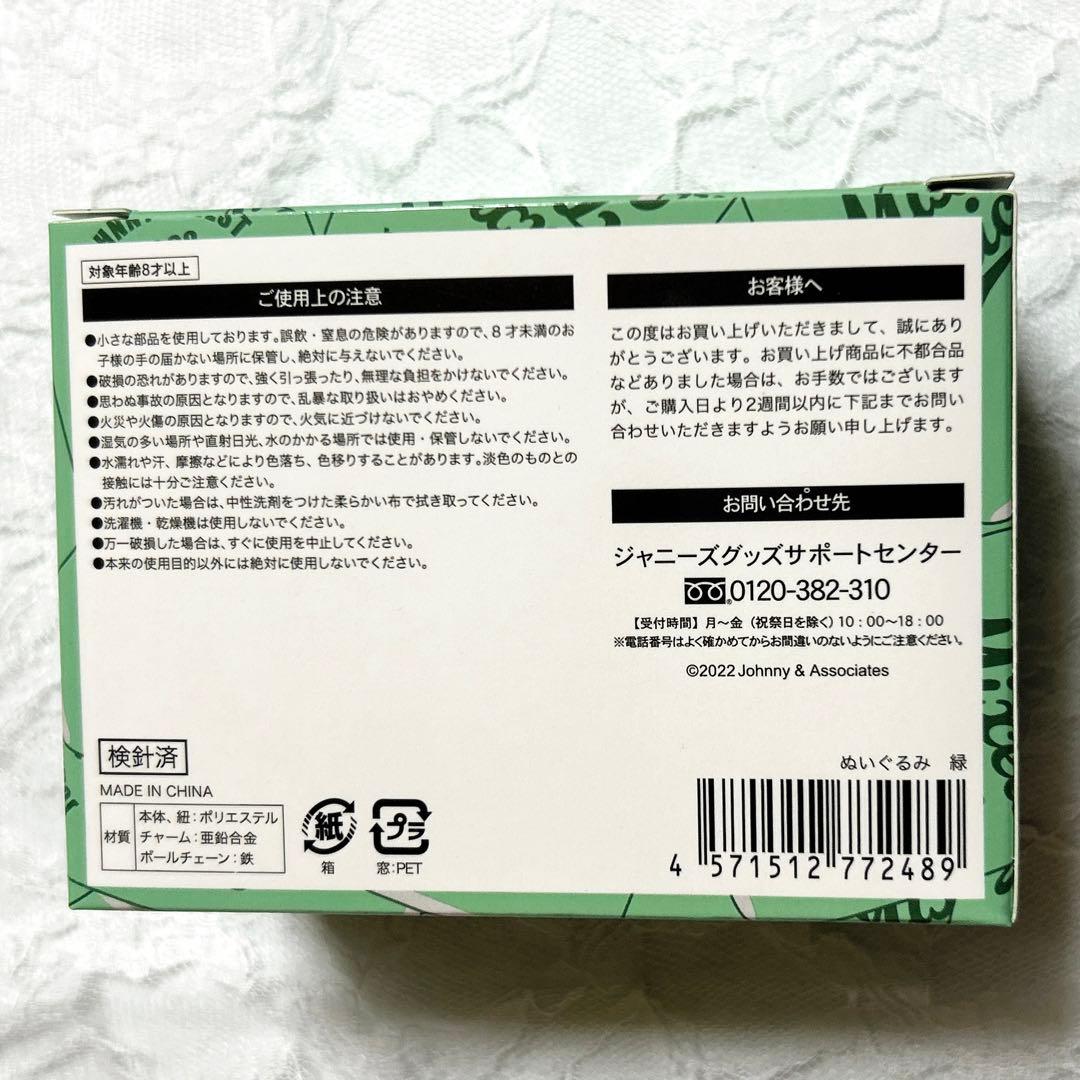 対象年齢8才以上
ご使用上の注意
●小さな部品を使用しております。誤飲・窒息の危険がありますので、8才未満のお
子様の手の届かない場所に保管し、絶対に与えないでください。
●破損の恐れがありますので、強く引っ張ったり、無理な負担をかけないでください。
●思わぬ事故の原因となりますので、乱暴な取り扱いはおやめください。
●火災や火傷の原因となりますので、火気に近づけないでください。
●湿気の多い場所や直射日光、水のかかる場所では使用・保管しないでください。
●水濡れや汗、摩擦などにより色落ち、色移りすることがあります。淡色のものとの
接触には十分ご注意ください。
●汚れがついた場合は、中性洗剤をつけた柔らかい布で拭き取ってください。
●洗濯機・乾燥機は使用しないでください。
●万一破損した場合は、すぐに使用を中止してください。
●本来の使用目的以外には絶対に使用しないでください。
お客様へ
この度はお買い上げいただきまして、誠にあり
がとうございます。お買い上げ商品に不都合品
などありました場合は、お手数ではございます
が、ご購入日より2週間以内に下記までお問い
合わせいただきますようお願い申し上げます。
お問い合わせ先
ジャニーズグッズサポートセンター
0120-382-310
【受付時間】月〜金（祝祭日を除く）10：00〜18：00
※電話番号はよく確かめてからお間違いのないようにご注意ください。
©2022 Johnny & Associates
検針済
MADE IN CHINA
材質
本体、紐：ポリエステル
チャーム：亜鉛合金
ボールチェーン：鉄
紙
箱
プラ
窓：PET
ぬいぐるみ 緑
4 571512 772489